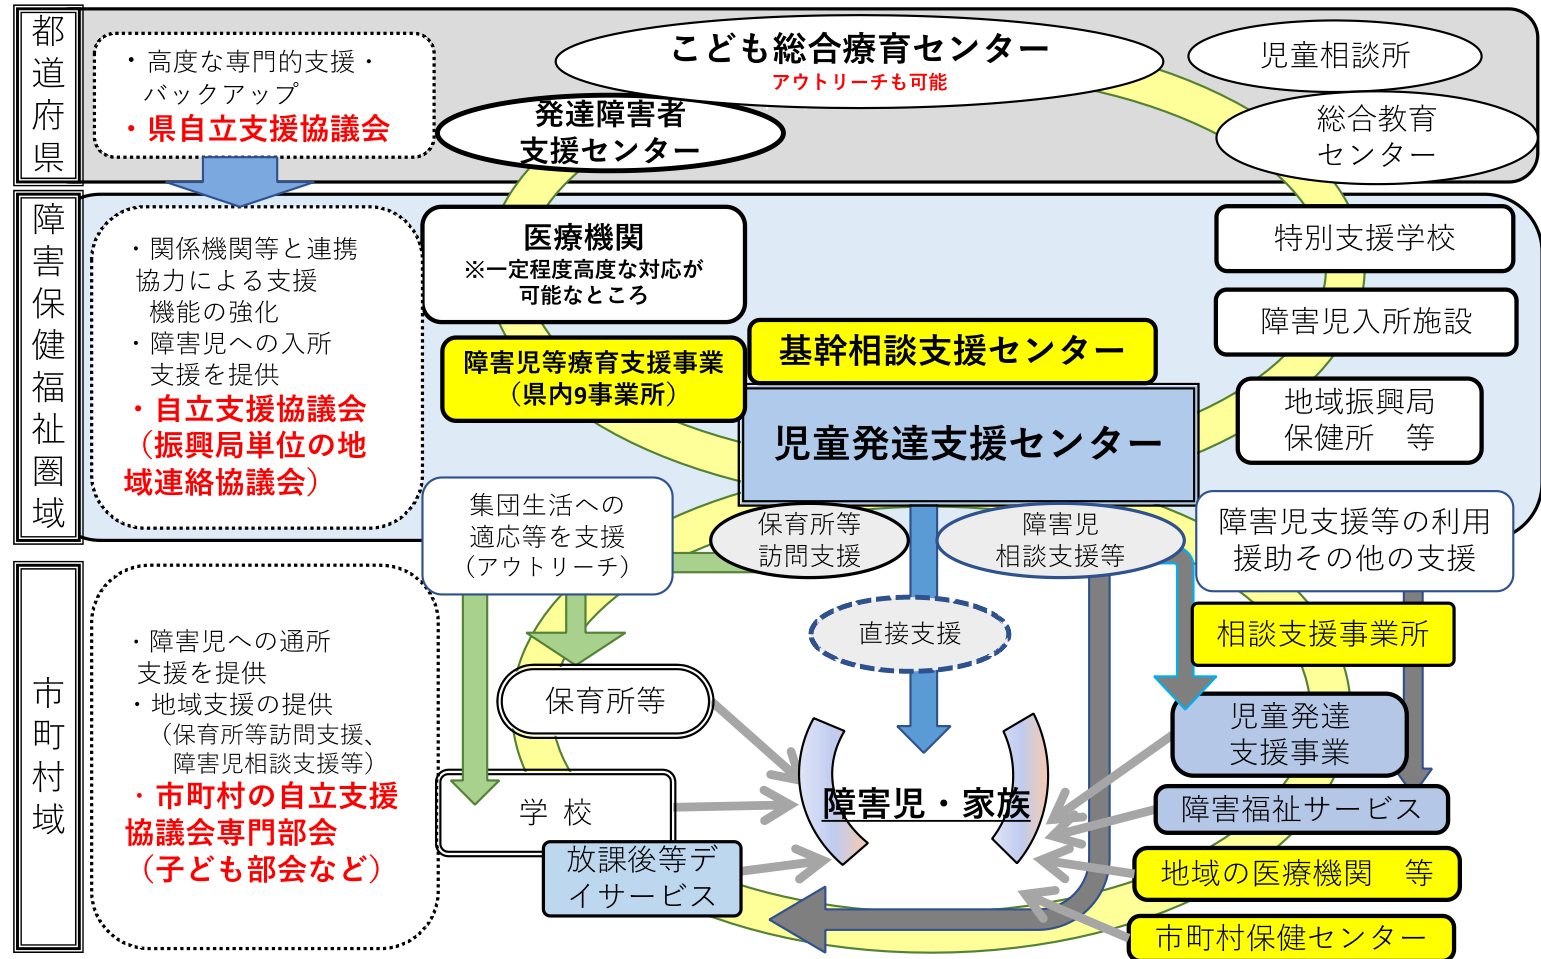 都道府県
・高度な専門的支援・
バックアップ
・県自立支援協議会
こども総合療育センター
アウトリーチも可能
発達障害者
支援センター
児童相談所
総合教育
センター
障害保健福祉圏域
・関係機関等と連携
協力による支援
機能の強化
・障害児への入所
支援を提供
・自立支援協議会
（振興局単位の地
域連絡協議会）
医療機関
※一定程度高度な対応が
可能なところ
障害児等療育支援事業
（県内9事業所）
基幹相談支援センター
児童発達支援センター
特別支援学校
障害児入所施設
地域振興局
保健所　等
集団生活への
適応等を支援
（アウトリーチ）
保育所等
訪問支援
障害児
相談支援等
障害児支援等の利用
援助その他の支援
市町村域
・障害児への通所
支援を提供
・地域支援の提供
（保育所等訪問支援、
障害児相談支援等）
・市町村の自立支援
協議会専門部会
（子ども部会など）
直接支援
相談支援事業所
保育所等
児童発達
支援事業
学 校
障害児・家族
障害福祉サービス
放課後等デ
イサービス
地域の医療機関　等
市町村保健センター